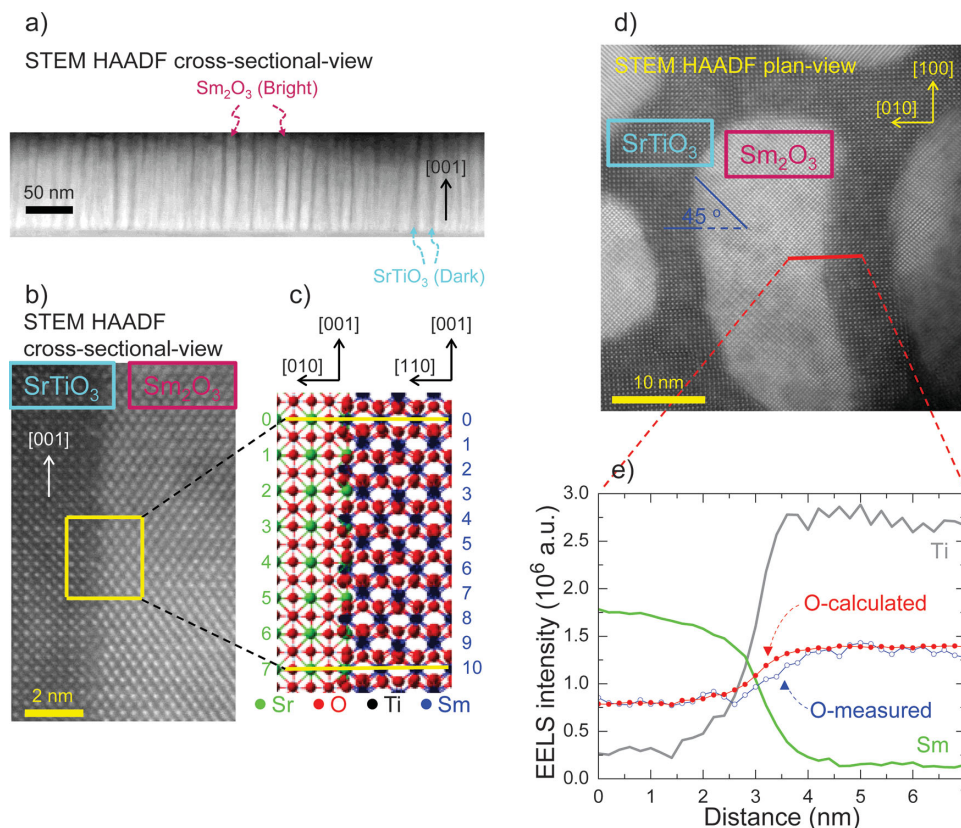 a)
STEM HAADF cross-sectional-view
Sm₂O₃ (Bright)
[001]
50 nm
SrTiO₃ (Dark)
b)
STEM HAADF
cross-sectional-view
SrTiO₃
Sm₂O₃
[001]
2 nm
c)
[001]
[001]
[010]
[110]
0
1
2
3
4
5
6
7
0
1
2
3
4
5
6
7
8
9
10
Sr O Ti Sm
d)
STEM HAADF plan-view
[100]
[010]
SrTiO₃
Sm₂O₃
45 º
10 nm
e)
EELS intensity (10⁶ a.u.)
3.0
2.5
2.0
1.5
1.0
0.5
0.0
Ti
O-calculated
O-measured
Sm
0 1 2 3 4 5 6 7
Distance (nm)